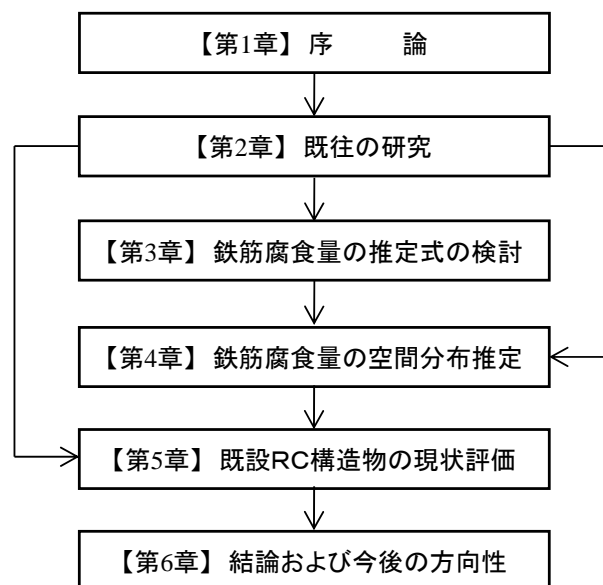 【第1章】 序　　　論
【第2章】 既往の研究
【第3章】 鉄筋腐食量の推定式の検討
【第4章】 鉄筋腐食量の空間分布推定
【第5章】 既設ＲＣ構造物の現状評価
【第6章】 結論および今後の方向性